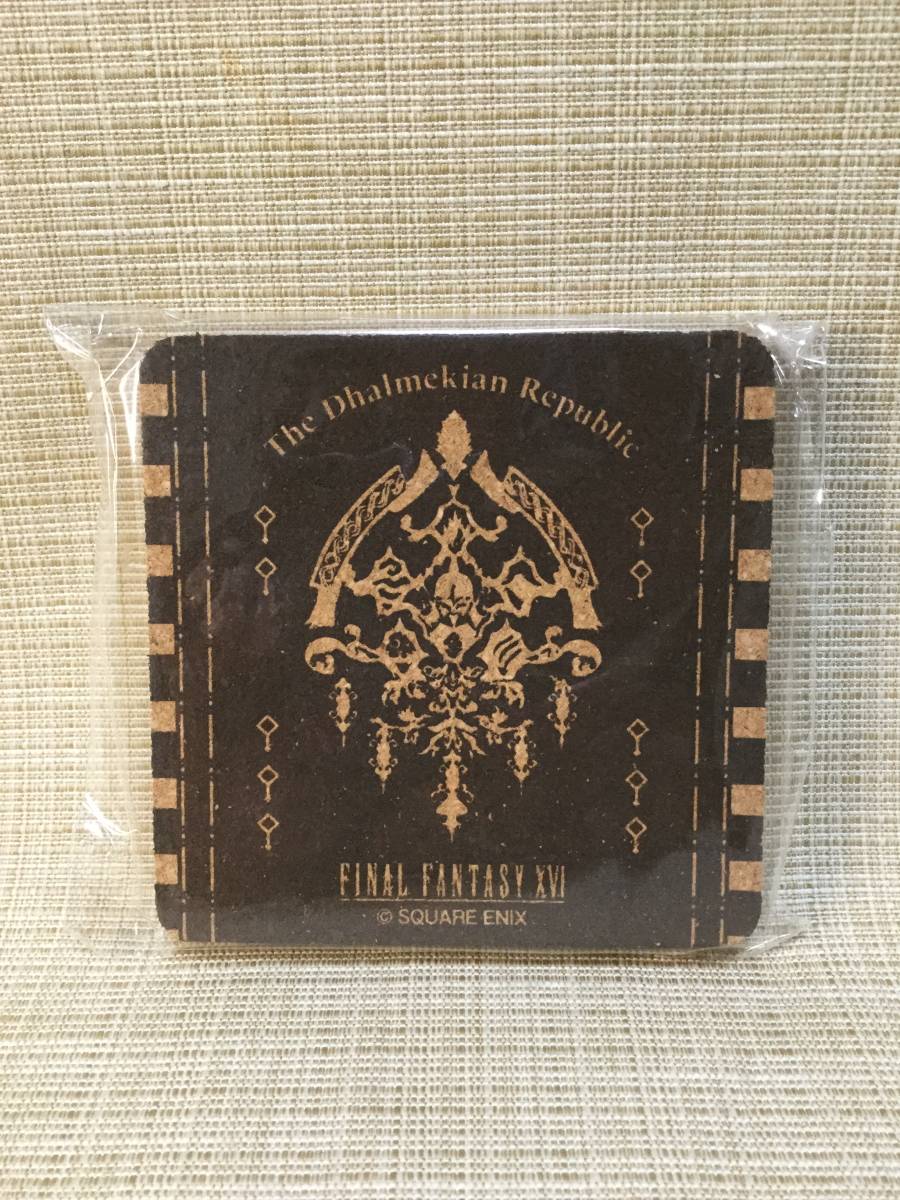 The Dhalmekian Republic
FINAL FANTASY XVI
© SQUARE ENIX